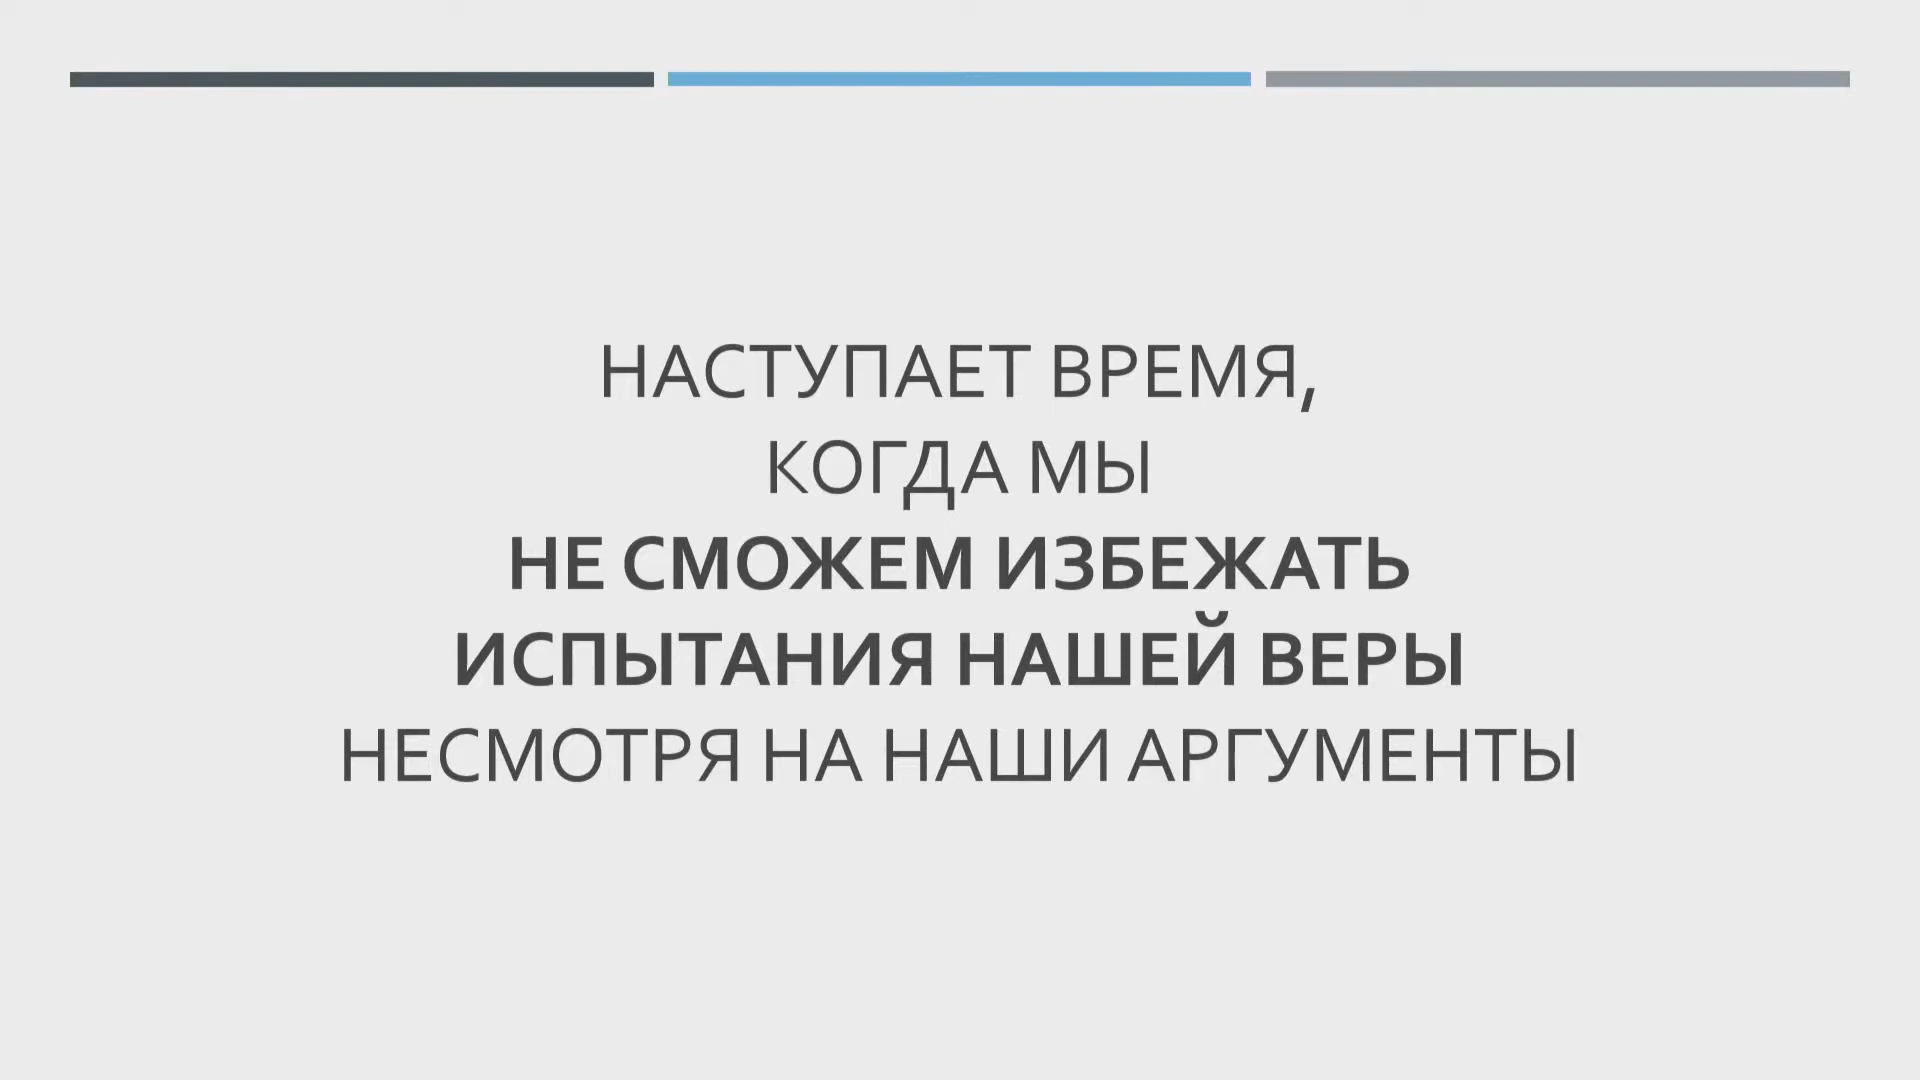 НАСТУПАЕТ ВРЕМЯ,
КОГДА МЫ
НЕ СМОЖЕМ ИЗБЕЖАТЬ
ИСПЫТАНИЯ НАШЕЙ ВЕРЫ
НЕСМОТРЯ НА НАШИ АРГУМЕНТЫ